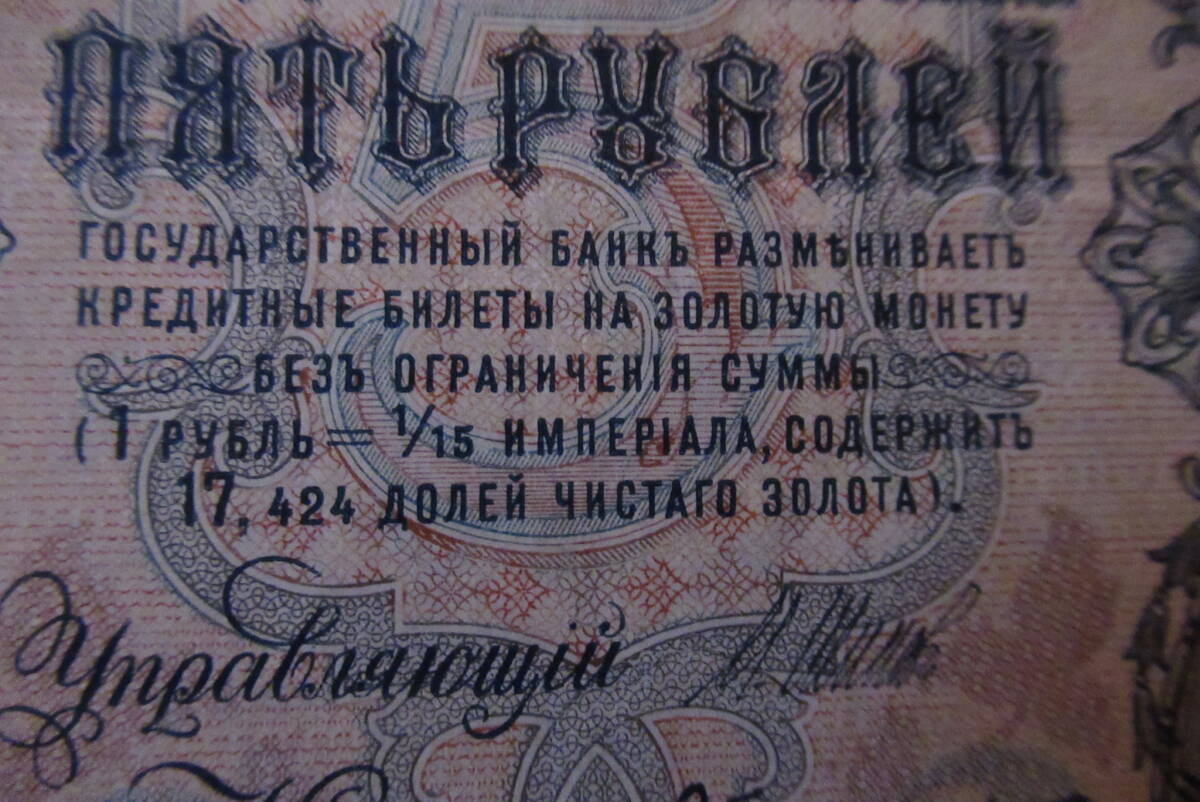 ПЯТЬ РУБЛЕЙ
ГОСУДАРСТВЕННЫЙ БАНКЪ РАЗМѢНИВАЕТЪ
КРЕДИТНЫЕ БИЛЕТЫ НА ЗОЛОТУЮ МОНЕТУ
БЕЗЪ ОГРАНИЧЕНІЯ СУММЫ
(1 РУБЛЬ = 1/15 ИМПЕРІАЛА, СОДЕРЖИТЪ
17,424 ДОЛЕЙ ЧИСТАГО ЗОЛОТА).
Управляющій